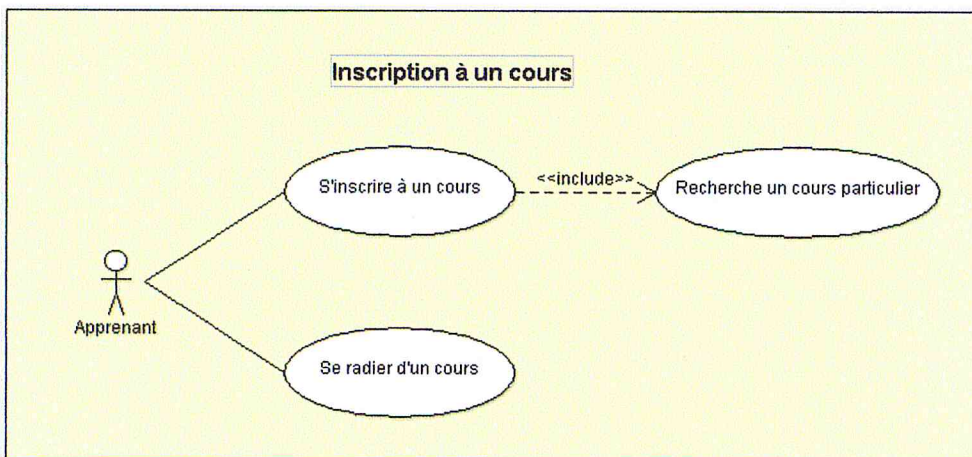 Inscription à un cours
S'inscrire à un cours
<<include>>
Recherche un cours particulier
Apprenant
Se radier d'un cours